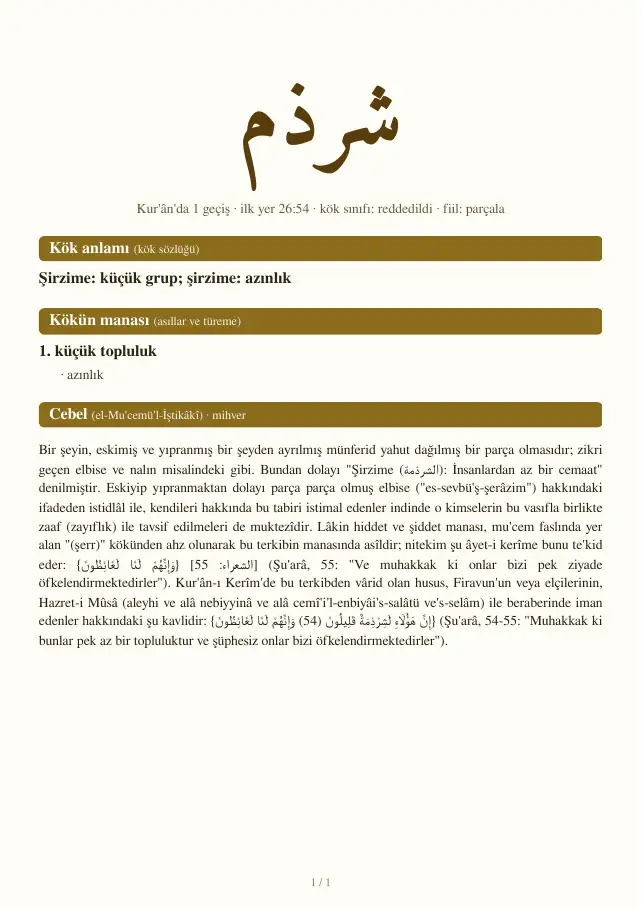 شرذم
Kur'ân'da 1 geçiş · ilk yer 26:54 · kök sınıfı: reddedildi · fiil: parçala
Kök anlamı (kök sözlüğü)
Şirzime: küçük grup; şirzime: azınlık
Kökün manası (asıllar ve türeme)
1. küçük topluluk
· azınlık
Cebel (el-Mu'cemü'l-İştikâkî) · mihver
Bir şeyin, eskimiş ve yıpranmış bir şeyden ayrılmış münferid yahut dağılmış bir parça olmasıdır; zikri
geçen elbise ve nalın misalindeki gibi. Bundan dolayı "Şirzime (الشرذمة): İnsanlardan az bir cemaat"
denilmiştir. Eskiyip yıpranmaktan dolayı parça parça olmuş elbise ("es-sevbü'ş-şerâzim") hakkındaki
ifadeden istidlâl ile, kendileri hakkında bu tabiri istimal edenler indinde o kimselerin bu vasıfla birlikte
zaaf (zayıflık) ile tavsif edilmeleri de muktezîdir. Lâkin hiddet ve şiddet manası, mu'cem faslında yer
alan "(şerr)" kökünden ahz olunarak bu terkibin manasında asîldir; nitekim şu âyet-i kerîme bunu te'kid
eder: {وَإِنَّهُمْ لَنَا لَغَائِظُونَ} [الشعراء: 55] (Şu'arâ, 55: "Ve muhakkak ki onlar bizi pek ziyade
öfkelendirmektedirler"). Kur'ân-ı Kerîm'de bu terkibden vârid olan husus, Firavun'un veya elçilerinin,
Hazret-i Mûsâ (aleyhi ve alâ nebiyyinâ ve alâ cemî'i'l-enbiyâi's-salâtü ve's-selâm) ile beraberinde iman
edenler hakkındaki şu kavlidir: {إِنَّ هَؤُلَاءِ لَشِرْذِمَةٌ قَلِيلُونَ (54) وَإِنَّهُمْ لَنَا لَغَائِظُونَ} (Şu'arâ, 54-55: "Muhakkak ki
bunlar pek az bir topluluktur ve şüphesiz onlar bizi öfkelendirmektedirler").
1 / 1